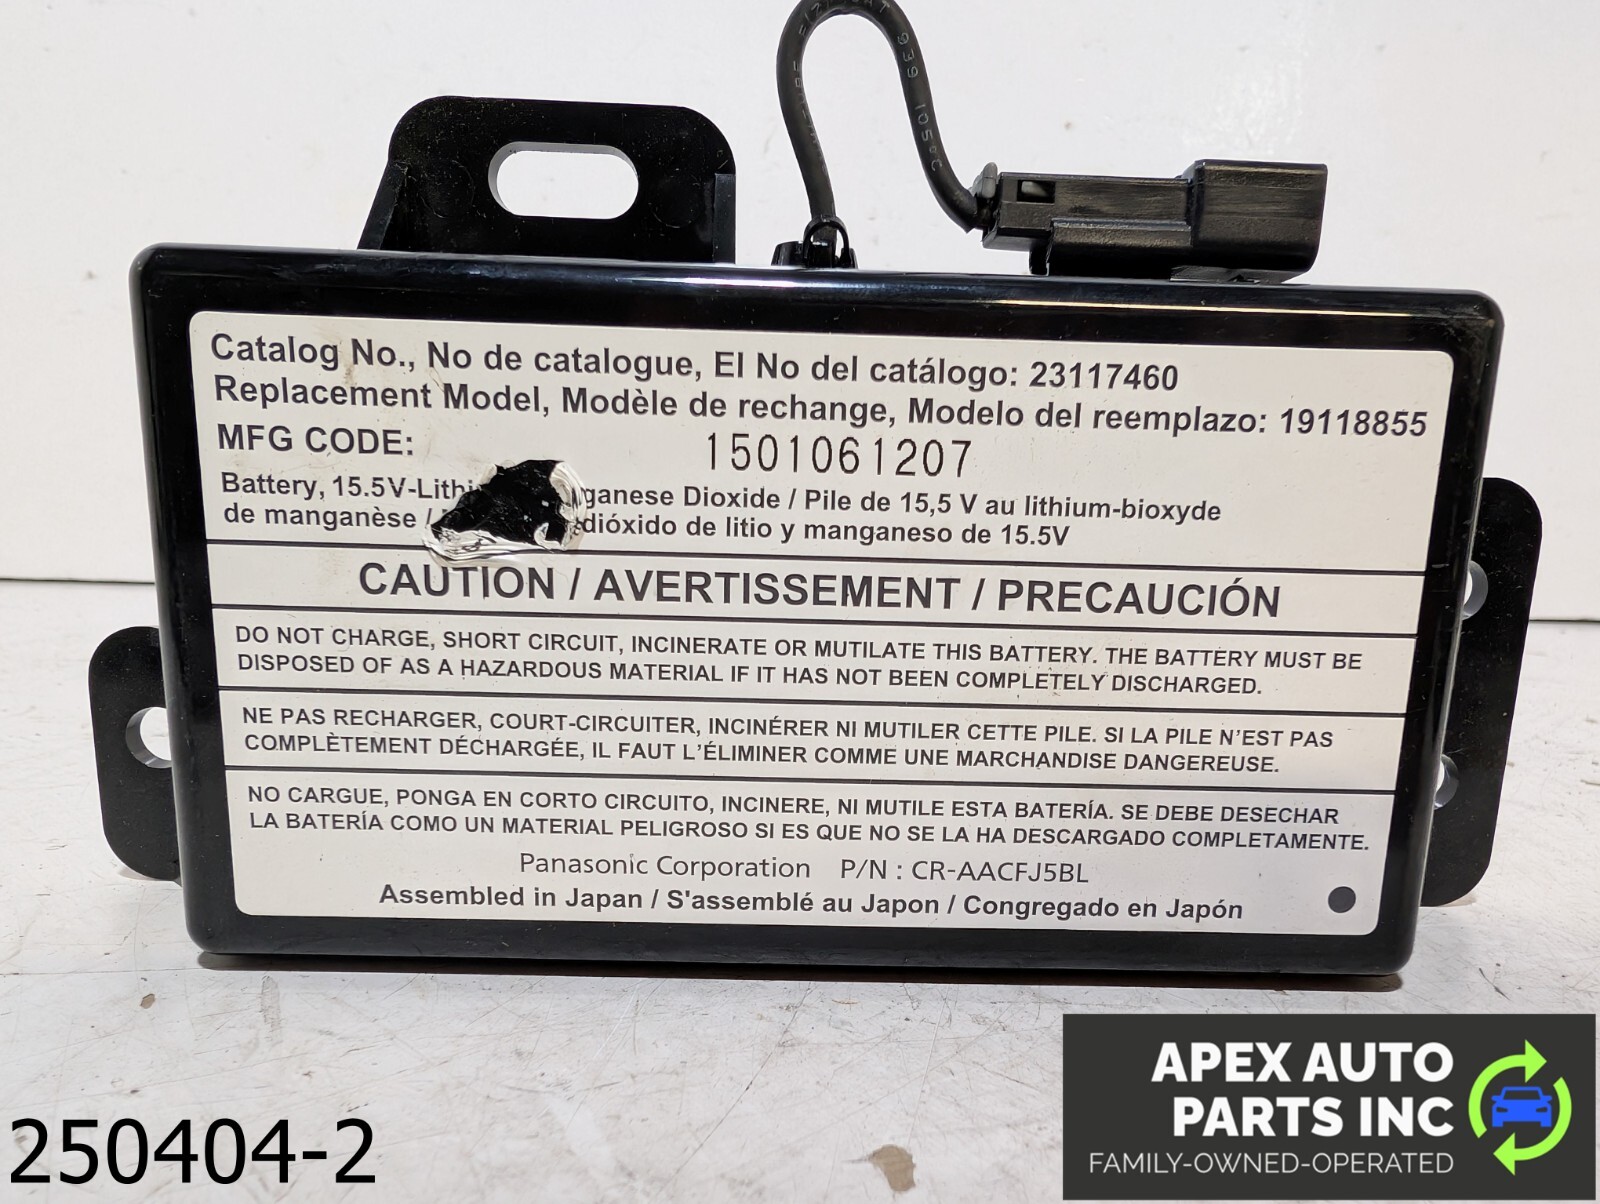 939 10546
Catalog No., No de catalogue, El No del catálogo: 23117460
Replacement Model, Modèle de rechange, Modelo del reemplazo: 19118855
MFG CODE: 1501061207
Battery, 15.5V-Lith ganese Dioxide / Pile de 15,5 V au lithium-bioxyde
de manganèse / dióxido de litio y manganeso de 15.5V
CAUTION / AVERTISSEMENT / PRECAUCIÓN
DO NOT CHARGE, SHORT CIRCUIT, INCINERATE OR MUTILATE THIS BATTERY. THE BATTERY MUST BE
DISPOSED OF AS A HAZARDOUS MATERIAL IF IT HAS NOT BEEN COMPLETELY DISCHARGED.
NE PAS RECHARGER, COURT-CIRCUITER, INCINÉRER NI MUTILER CETTE PILE. SI LA PILE N'EST PAS
COMPLÈTEMENT DÉCHARGÉE, IL FAUT L'ÉLIMINER COMME UNE MARCHANDISE DANGEREUSE.
NO CARGUE, PONGA EN CORTO CIRCUITO, INCINERE, NI MUTILE ESTA BATERÍA. SE DEBE DESECHAR
LA BATERÍA COMO UN MATERIAL PELIGROSO SI ES QUE NO SE LA HA DESCARGADO COMPLETAMENTE.
Panasonic Corporation P/N : CR-AACFJ5BL
Assembled in Japan / S'assemblé au Japon / Congregado en Japón
250404-2
APEX AUTO
PARTS INC
FAMILY-OWNED-OPERATED